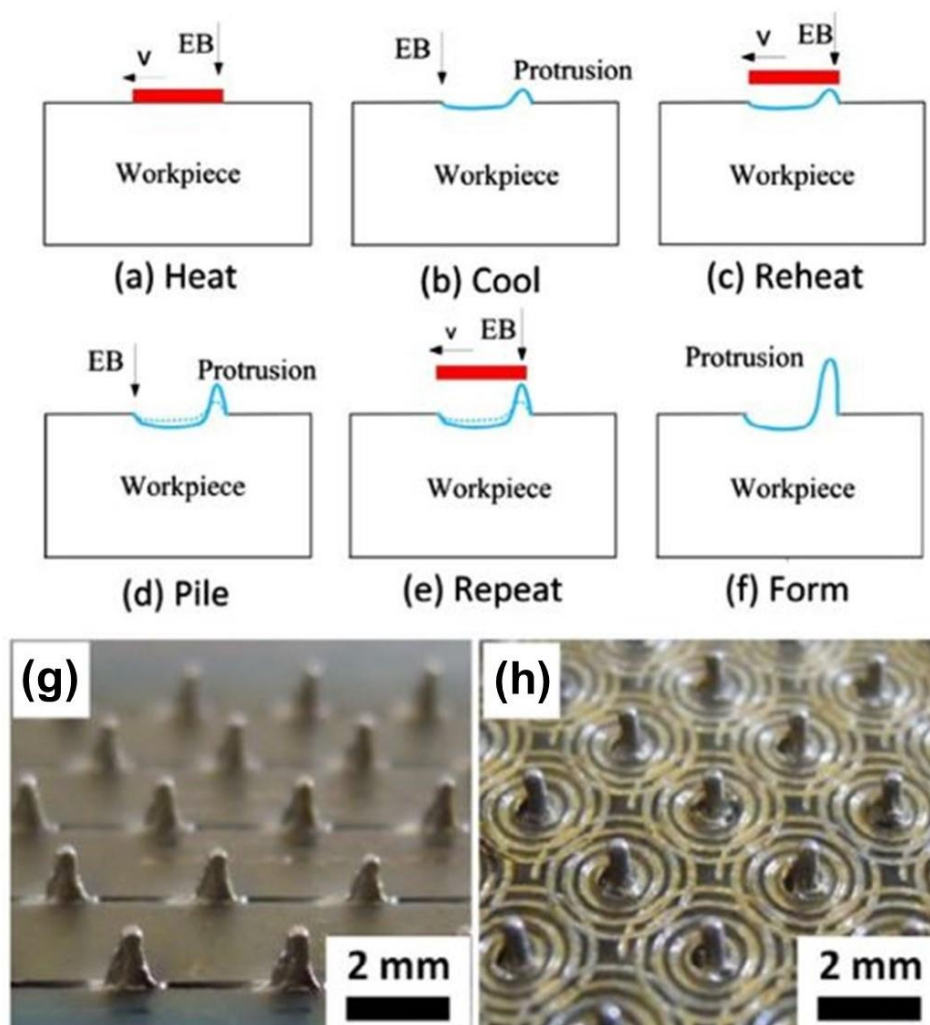 EB
v
Workpiece
(a) Heat
EB
Protrusion
Workpiece
(b) Cool
v EB
Workpiece
(c) Reheat
EB
Protrusion
Workpiece
(d) Pile
v EB
Workpiece
(e) Repeat
Protrusion
Workpiece
(f) Form
(g)
2 mm
(h)
2 mm